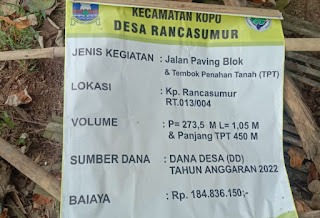 KECAMATAN KOPO
DESA RANCASUMUR
JENIS KEGIATAN : Jalan Paving Blok
& Tembok Penahan Tanah (TPT)
LOKASI : Kp. Rancasumur
RT.013/004
VOLUME : P= 273,5 M L= 1,05 M
& Panjang TPT 450 M
SUMBER DANA : DANA DESA (DD)
TAHUN ANGGARAN 2022
BAIAYA : Rp. 184.836.150;-